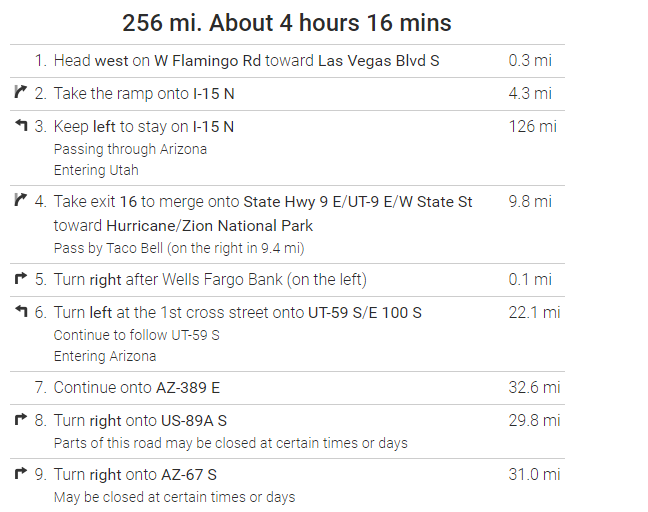 256 mi. About 4 hours 16 mins
1. Head west on W Flamingo Rd toward Las Vegas Blvd S 0.3 mi
2. Take the ramp onto I-15 N 4.3 mi
3. Keep left to stay on I-15 N 126 mi
Passing through Arizona
Entering Utah
4. Take exit 16 to merge onto State Hwy 9 E/UT-9 E/W State St 9.8 mi
toward Hurricane/Zion National Park
Pass by Taco Bell (on the right in 9.4 mi)
5. Turn right after Wells Fargo Bank (on the left) 0.1 mi
6. Turn left at the 1st cross street onto UT-59 S/E 100 S 22.1 mi
Continue to follow UT-59 S
Entering Arizona
7. Continue onto AZ-389 E 32.6 mi
8. Turn right onto US-89A S 29.8 mi
Parts of this road may be closed at certain times or days
9. Turn right onto AZ-67 S 31.0 mi
May be closed at certain times or days